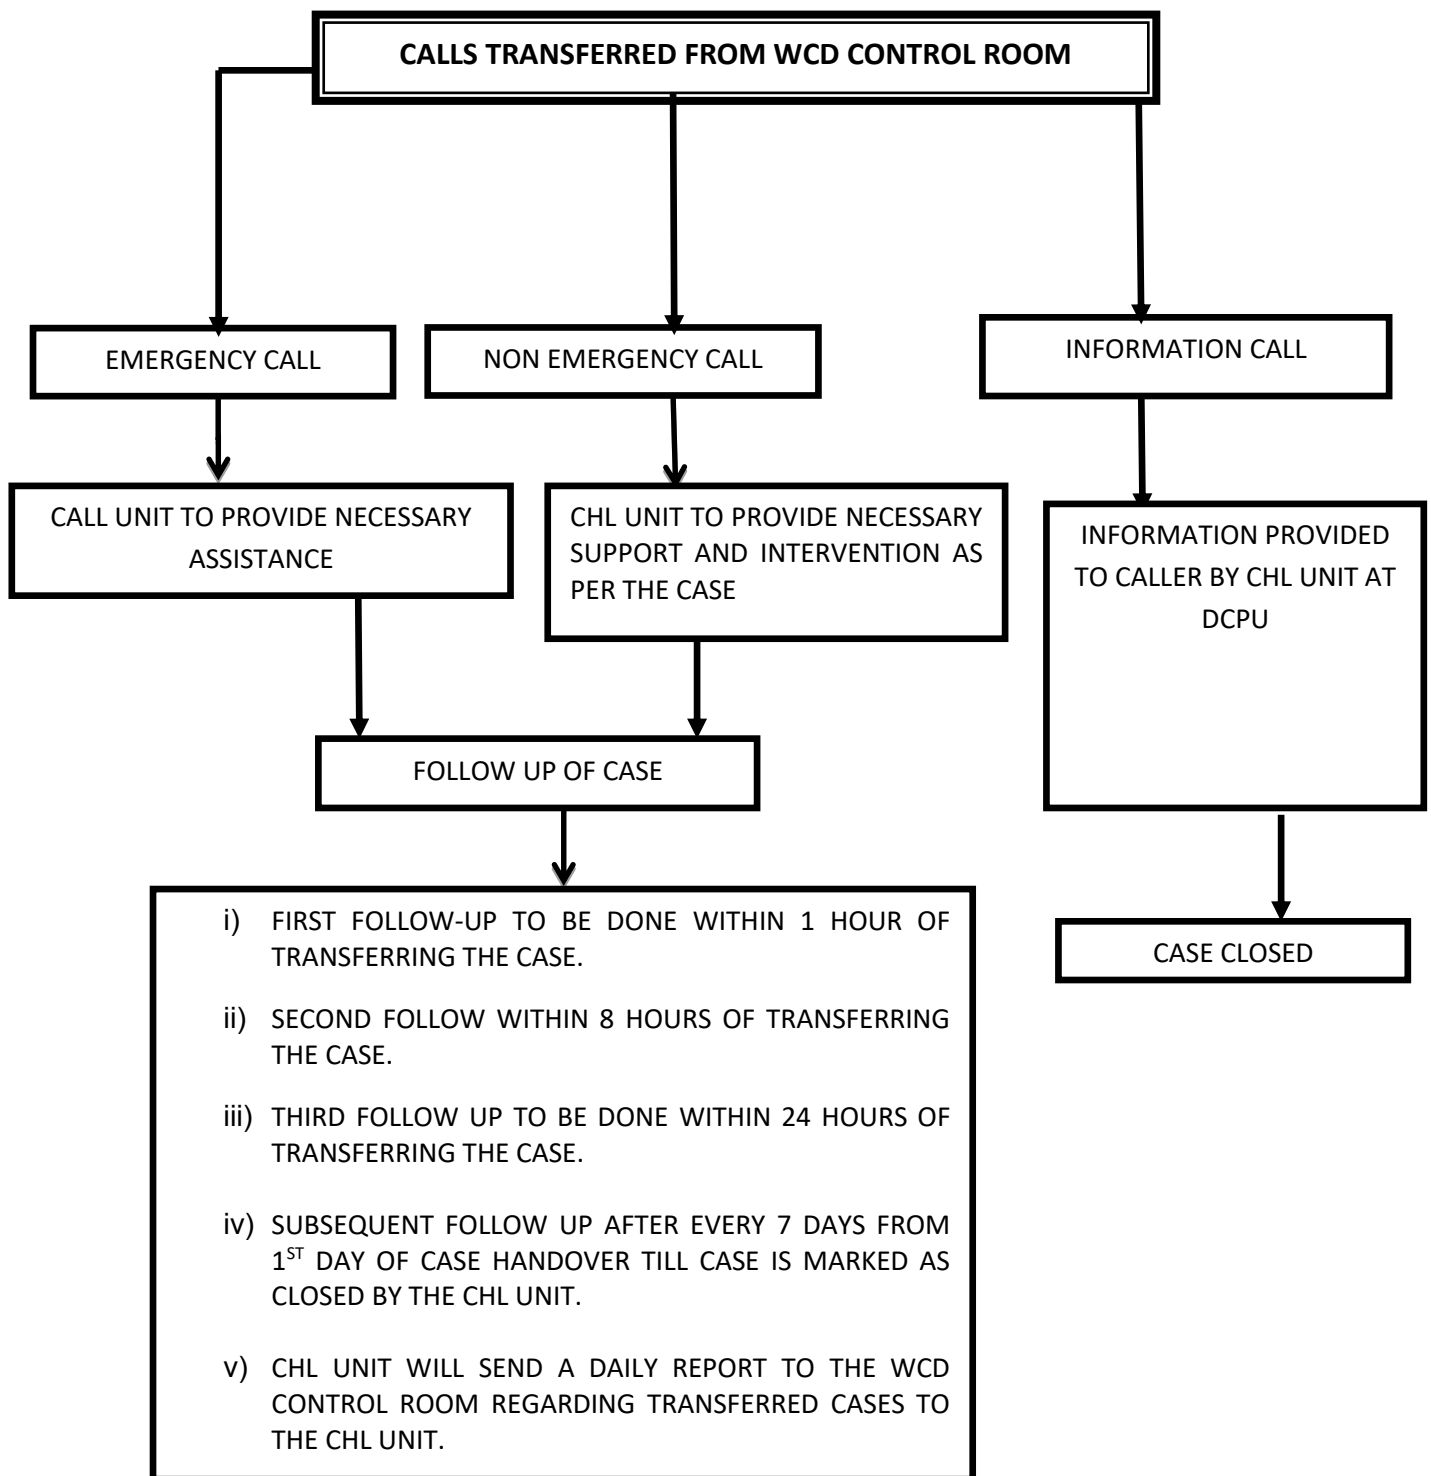 CALLS TRANSFERRED FROM WCD CONTROL ROOM
EMERGENCY CALL
NON EMERGENCY CALL
INFORMATION CALL
CALL UNIT TO PROVIDE NECESSARY
ASSISTANCE
CHL UNIT TO PROVIDE NECESSARY
SUPPORT AND INTERVENTION AS
PER THE CASE
INFORMATION PROVIDED
TO CALLER BY CHL UNIT AT
DCPU
FOLLOW UP OF CASE
CASE CLOSED
i) FIRST FOLLOW-UP TO BE DONE WITHIN 1 HOUR OF
TRANSFERRING THE CASE.
ii) SECOND FOLLOW WITHIN 8 HOURS OF TRANSFERRING
THE CASE.
iii) THIRD FOLLOW UP TO BE DONE WITHIN 24 HOURS OF
TRANSFERRING THE CASE.
iv) SUBSEQUENT FOLLOW UP AFTER EVERY 7 DAYS FROM
1ST DAY OF CASE HANDOVER TILL CASE IS MARKED AS
CLOSED BY THE CHL UNIT.
v) CHL UNIT WILL SEND A DAILY REPORT TO THE WCD
CONTROL ROOM REGARDING TRANSFERRED CASES TO
THE CHL UNIT.